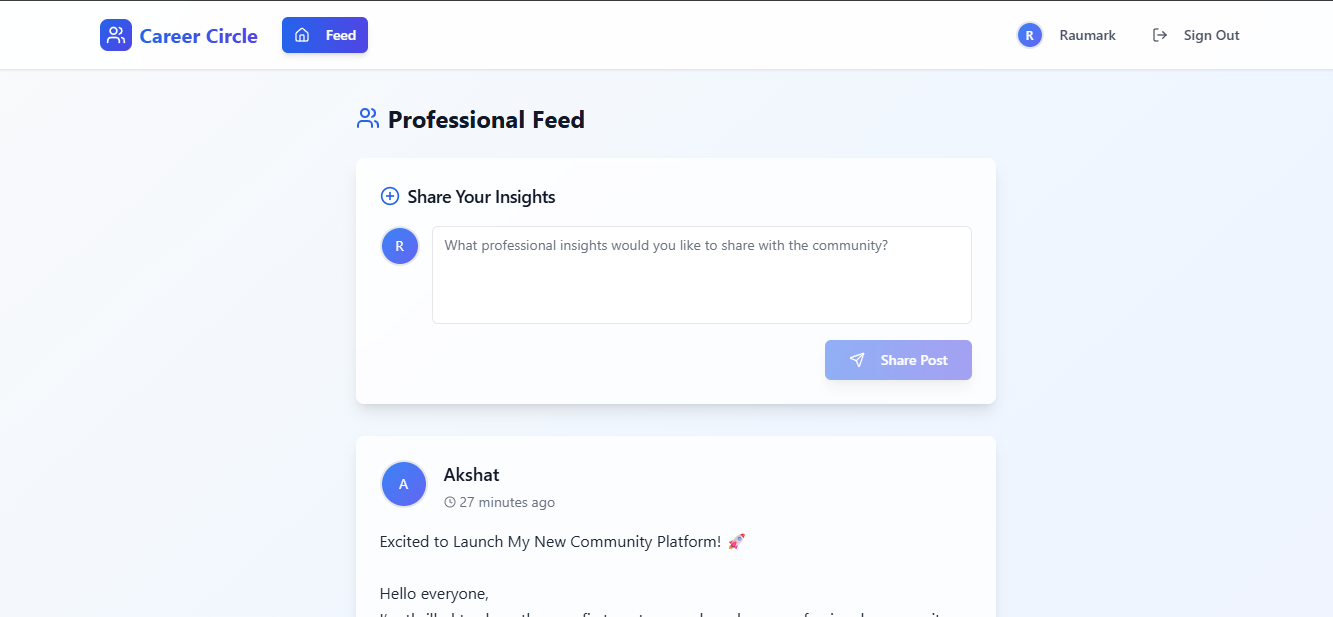 Career Circle
Feed
R
Raumark
Sign Out
Professional Feed
Share Your Insights
R
What professional insights would you like to share with the community?
Share Post
A
Akshat
27 minutes ago
Excited to Launch My New Community Platform! 🚀
Hello everyone,